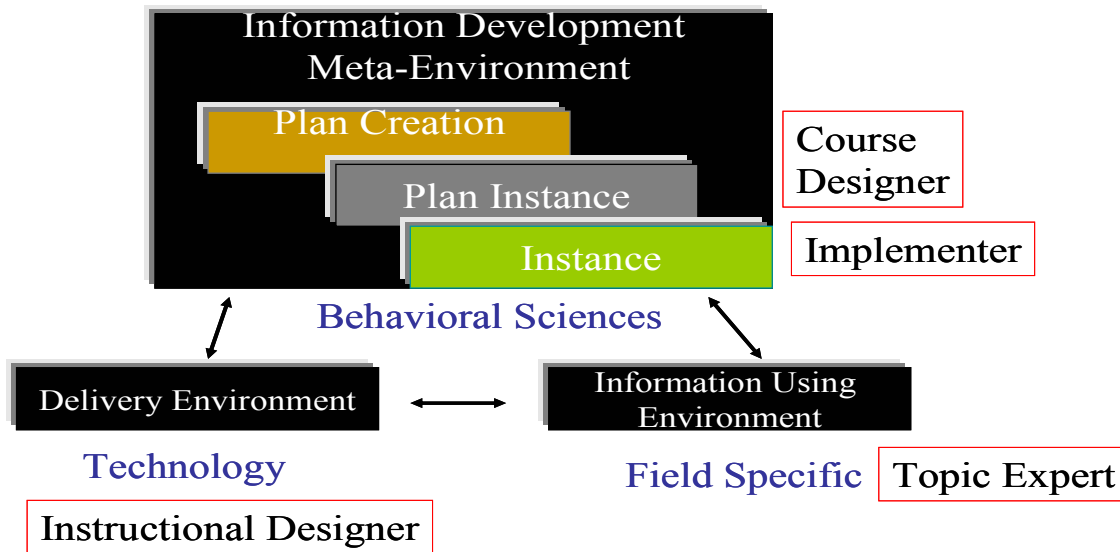 Information Development
Meta-Environment
Plan Creation
Course
Designer
Plan Instance
Instance
Implementer
Behavioral Sciences
Delivery Environment
Information Using
Environment
Technology
Field Specific
Topic Expert
Instructional Designer